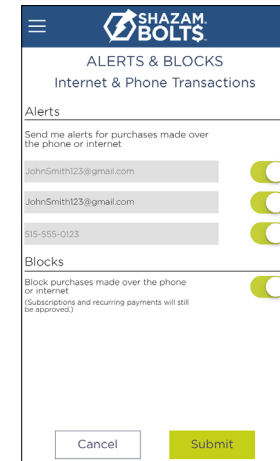 SHAZAM.
BOLT$.
ALERTS & BLOCKS
Internet & Phone Transactions
Alerts
Send me alerts for purchases made over
the phone or internet
JohnSmith123@gmail.com
JohnSmith123@gmail.com
515-555-0123
Blocks
Block purchases made over the phone
or internet
(Subscriptions and recurring payments will still
be approved.)
Cancel
Submit